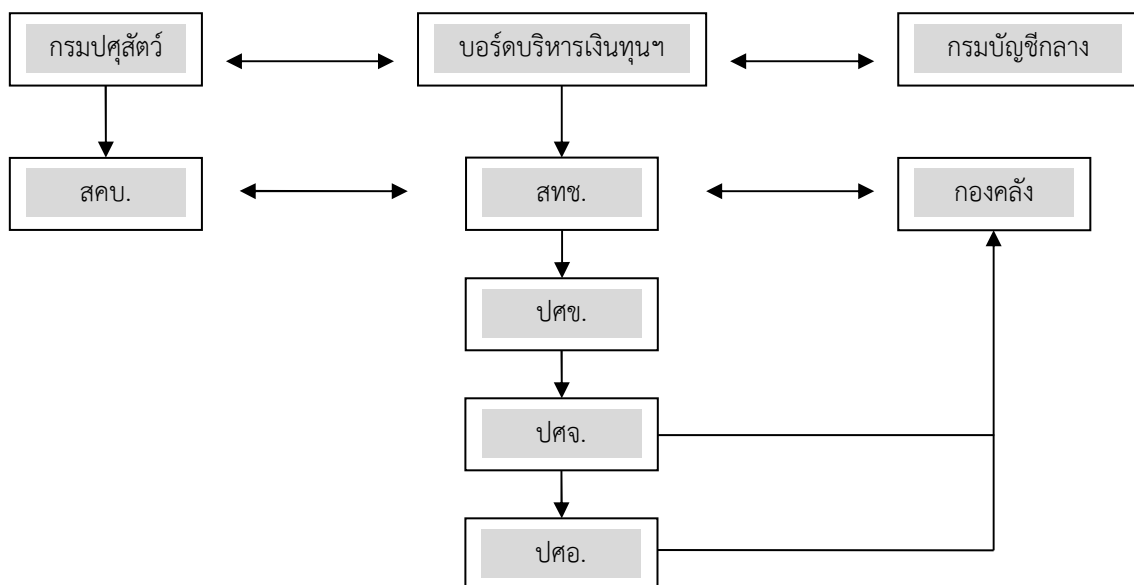 กรมปศุสัตว์
บอร์ดบริหารเงินทุนฯ
กรมบัญชีกลาง
สคบ.
สทช.
กองคลัง
ปศข.
ปศจ.
ปศอ.